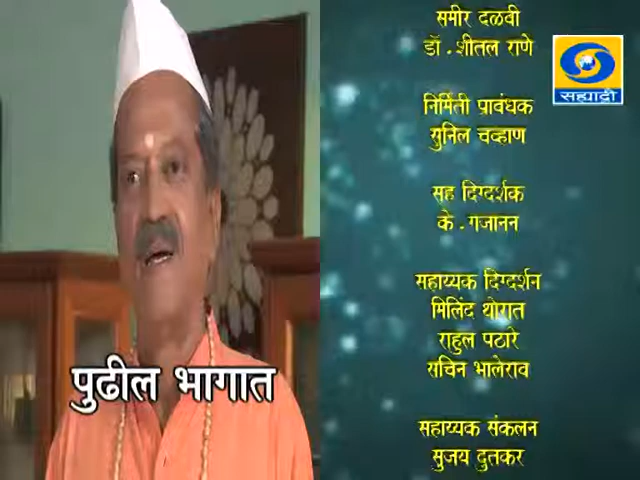 समीर दळवी
डॉ. शीतल राणे
निर्मिती प्रावंधक
सुनिल चव्हाण
सह दिग्दर्शक
के. गजानन
सहाय्यक दिग्दर्शन
मिलिंद थोरात
राहुल पठारे
सचिन भालेराव
सहाय्यक संकलन
सुजय दुतकर
सह्याद्री
पुढील भागात